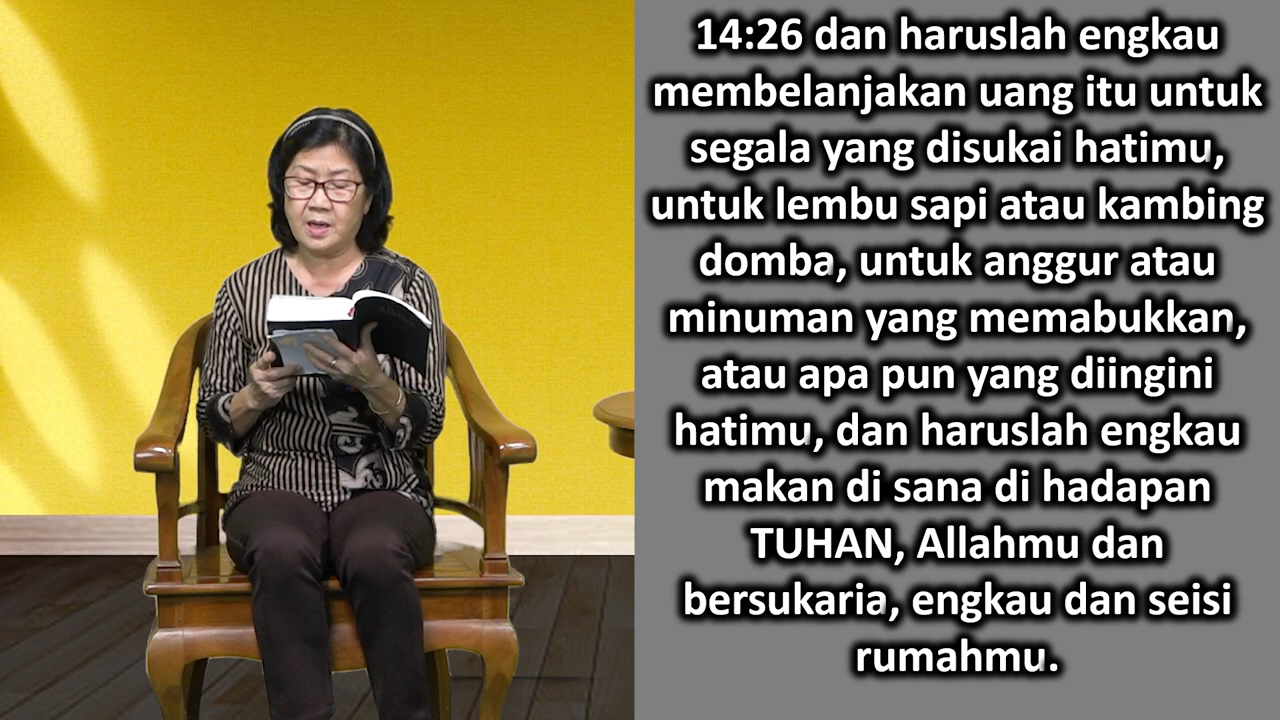 14:26 dan haruslah engkau
membelanjakan uang itu untuk
segala yang disukai hatimu,
untuk lembu sapi atau kambing
domba, untuk anggur atau
minuman yang memabukkan,
atau apa pun yang diingini
hatimu, dan haruslah engkau
makan di sana di hadapan
TUHAN, Allahmu dan
bersukaria, engkau dan seisi
rumahmu.